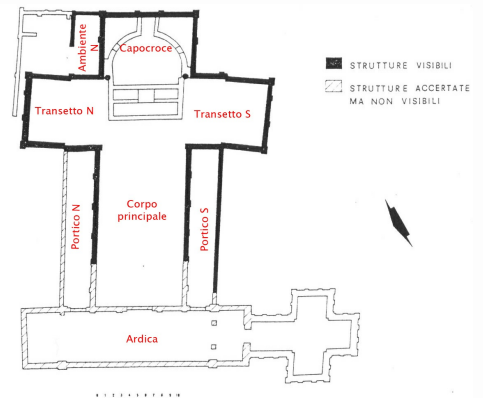 Ambiente N
Capocroce
STRUTTURE VISIBILI
STRUTTURE ACCERTATE
MA NON VISIBILI
Transetto N
Transetto S
Portico N
Corpo
principale
Portico S
Ardica